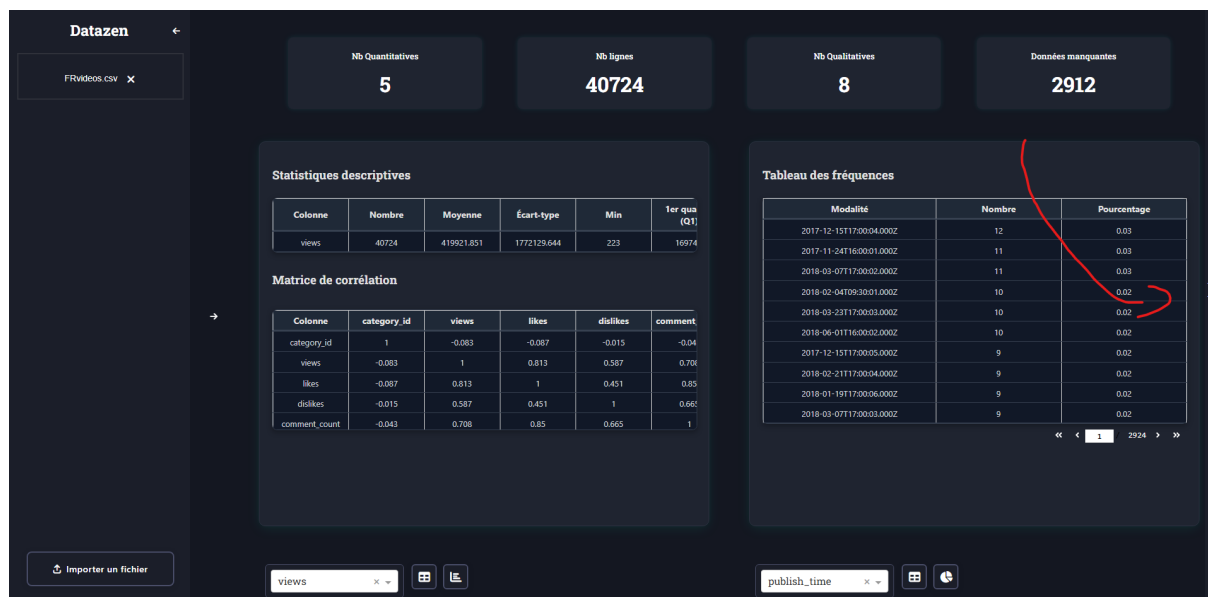 Datazen ←
FRvideos.csv ×
Importer un fichier
→
Nb Quantitatives
5
Nb lignes
40724
Nb Qualitatives
8
Données manquantes
2912
Statistiques descriptives
Colonne Nombre Moyenne Écart-type Min 1er qua
(Q1)
views 40724 419921.851 1772129.644 223 16974
Matrice de corrélation
Colonne category_id views likes dislikes comment_
category_id 1 -0.083 -0.087 -0.015 -0.04
views -0.083 1 0.813 0.587 0.708
likes -0.087 0.813 1 0.451 0.85
dislikes -0.015 0.587 0.451 1 0.665
comment_count -0.043 0.708 0.85 0.665 1
views × 
Tableau des fréquences
Modalité Nombre Pourcentage
2017-12-15T17:00:04.000Z 12 0.03
2017-11-24T16:00:01.000Z 11 0.03
2018-03-07T17:00:02.000Z 11 0.03
2018-02-04T09:30:01.000Z 10 0.02
2018-03-23T17:00:03.000Z 10 0.02
2018-06-01T16:00:02.000Z 10 0.02
2017-12-15T17:00:05.000Z 9 0.02
2018-02-21T17:00:04.000Z 9 0.02
2018-01-19T17:00:06.000Z 9 0.02
2018-03-07T17:00:03.000Z 9 0.02
« ‹ 1 / 2924 › »
publish_time ×